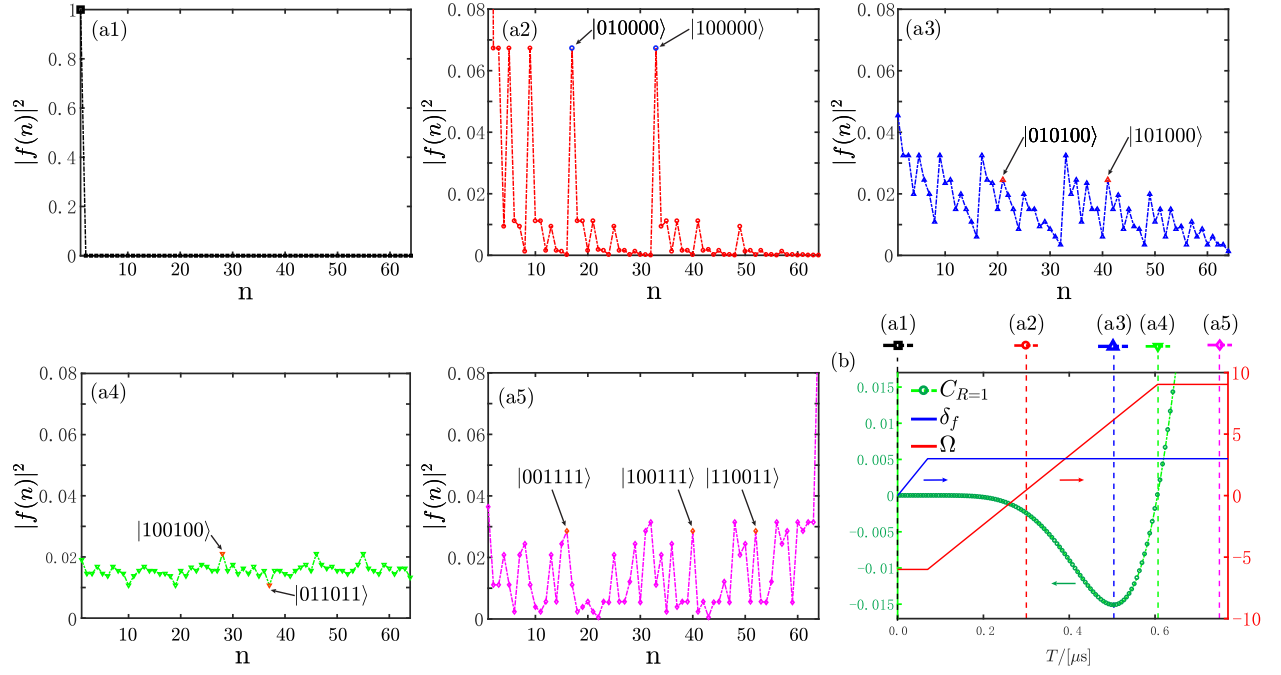 (a1)
|f(n)|²
1
0.8
0.6
0.4
0.2
0
10 20 30 40 50 60
n
(a2)
|010000⟩ |100000⟩
|f(n)|²
0.08
0.06
0.04
0.02
0
10 20 30 40 50 60
n
(a3)
|010100⟩ |101000⟩
|f(n)|²
0.08
0.06
0.04
0.02
0
10 20 30 40 50 60
n
(a4)
|100100⟩
|011011⟩
|f(n)|²
0.08
0.06
0.04
0.02
0
10 20 30 40 50 60
n
(a5)
|001111⟩ |100111⟩ |110011⟩
|f(n)|²
0.08
0.06
0.04
0.02
0
10 20 30 40 50 60
n
(a1) (a2) (a3) (a4) (a5)
(b)
C_{R=1}
δ_f
Ω
0.015
0.01
0.005
0
−0.005
−0.01
−0.015
10
5
0
−5
−10
0.0 0.2 0.4 0.6
T/[μs]